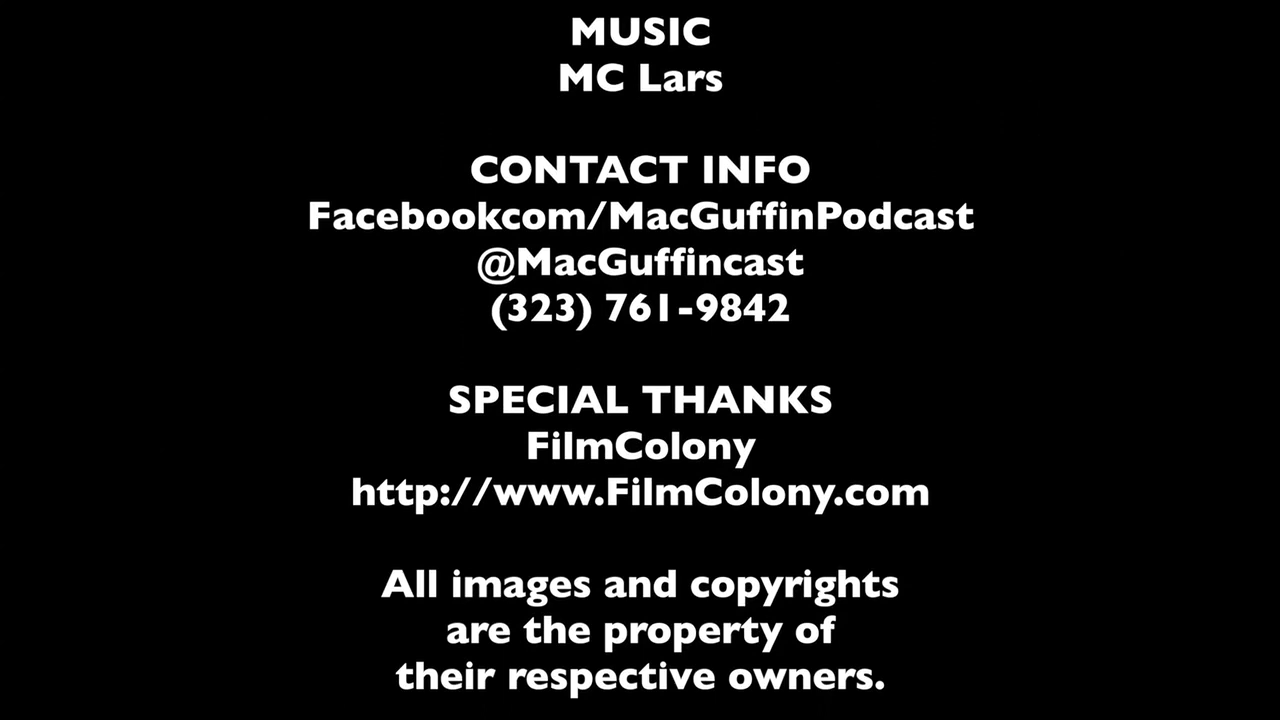 MUSIC
MC Lars
CONTACT INFO
Facebookcom/MacGuffinPodcast
@MacGuffincast
(323) 761-9842
SPECIAL THANKS
FilmColony
http://www.FilmColony.com
All images and copyrights
are the property of
their respective owners.